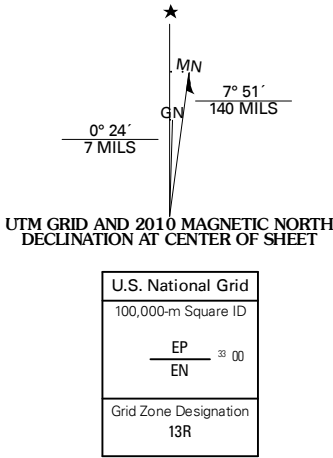 ★
MN
7° 51´
140 MILS
GN
0° 24´
7 MILS
UTM GRID AND 2010 MAGNETIC NORTH
DECLINATION AT CENTER OF SHEET
U.S. National Grid
100,000-m Square ID
EP
33 00
EN
Grid Zone Designation
13R